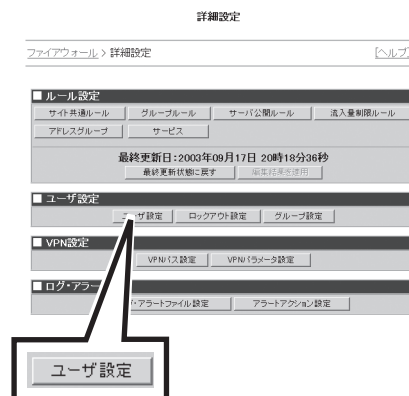 詳細設定
ファイアウォール > 詳細設定 [ヘルプ]
■ ルール設定
サイト共通ルール グループルール サーバ公開ルール 流入量制限ルール
アドレスグループ サービス
最終更新日:2003年09月17日 20時18分36秒
最終更新状態に戻す 編集結果を適用
■ ユーザ設定
ユーザ設定 ロックアウト設定 グループ設定
■ VPN設定
VPNパス設定 VPNパラメータ設定
■ ログ・アラー
・アラートファイル設定 アラートアクション設定
ユーザ設定